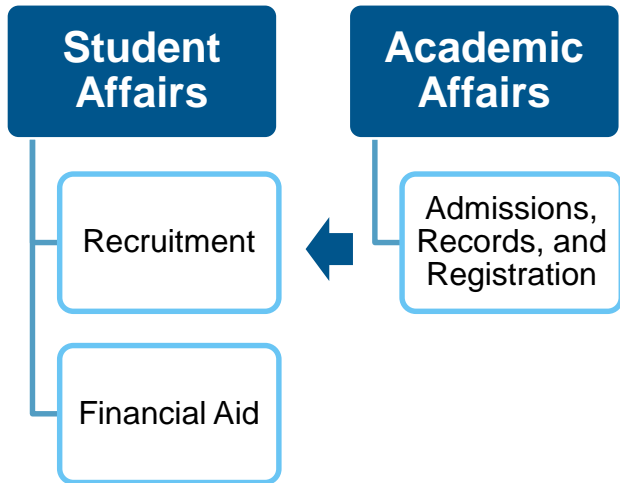 Student
Affairs
Academic
Affairs
Recruitment
Admissions,
Records, and
Registration
Financial Aid